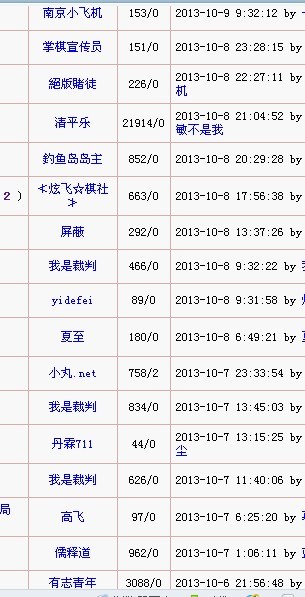 南京小飞机 153/0 2013-10-9 9:32:12 by
掌棋宣传员 151/0 2013-10-8 23:28:15 by
絕版賭徒 226/0 2013-10-8 22:27:11 by
机
清平乐 21914/0 2013-10-8 21:04:52 by
敏不是我
釣鱼岛岛主 852/0 2013-10-8 20:29:28 by
2 ) ≮炫飞☆棋社 663/0 2013-10-8 17:56:38 by
≯
屏蔽 292/0 2013-10-8 13:37:26 by
我是裁判 466/0 2013-10-8 9:32:22 by
yidefei 89/0 2013-10-8 9:31:58 by
夏至 180/0 2013-10-8 6:49:21 by
小丸.net 758/2 2013-10-7 23:33:54 by
我是裁判 834/0 2013-10-7 13:45:03 by
丹霖711 44/0 2013-10-7 13:15:25 by
尘
我是裁判 626/0 2013-10-7 11:40:06 by
局 高飞 97/0 2013-10-7 6:25:20 by
儒释道 962/0 2013-10-7 1:06:11 by
有志青年 3088/0 2013-10-6 21:56:48 by